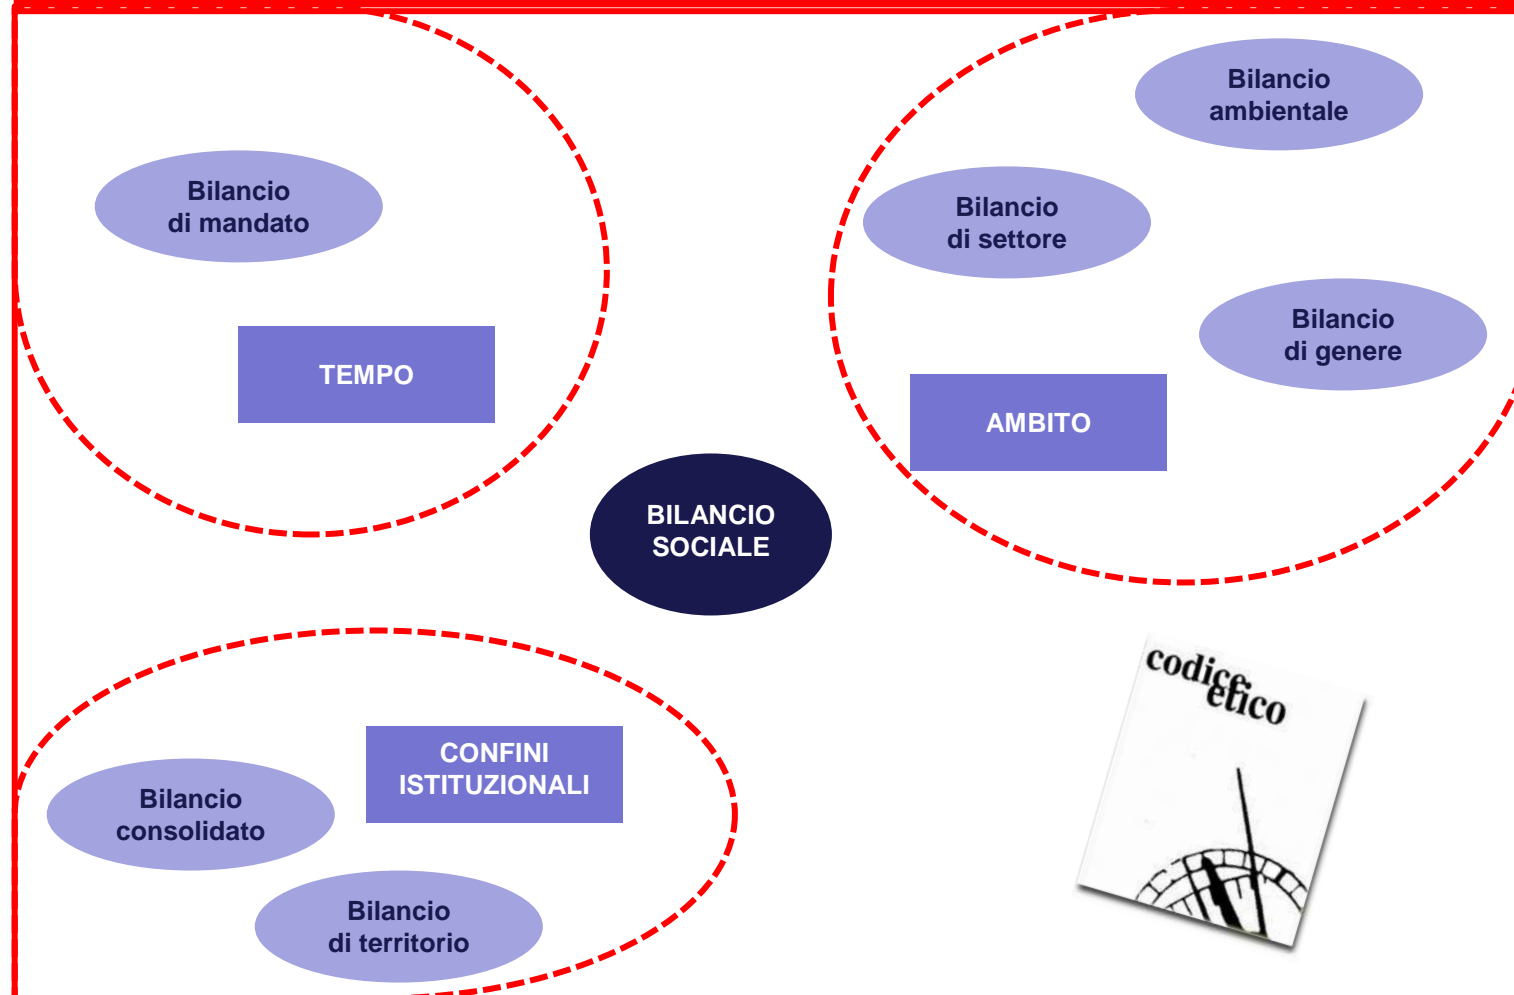 Bilancio
di mandato
TEMPO
Bilancio
ambientale
Bilancio
di settore
Bilancio
di genere
AMBITO
BILANCIO
SOCIALE
CONFINI
ISTITUZIONALI
Bilancio
consolidato
Bilancio
di territorio
codice
etico